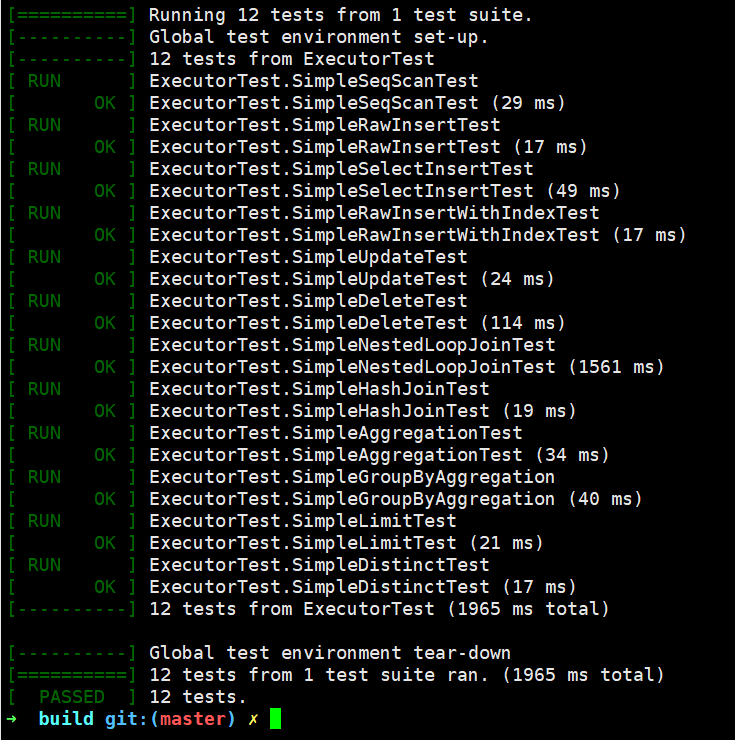 [==========] Running 12 tests from 1 test suite.
[----------] Global test environment set-up.
[----------] 12 tests from ExecutorTest
[ RUN      ] ExecutorTest.SimpleSeqScanTest
[       OK ] ExecutorTest.SimpleSeqScanTest (29 ms)
[ RUN      ] ExecutorTest.SimpleRawInsertTest
[       OK ] ExecutorTest.SimpleRawInsertTest (17 ms)
[ RUN      ] ExecutorTest.SimpleSelectInsertTest
[       OK ] ExecutorTest.SimpleSelectInsertTest (49 ms)
[ RUN      ] ExecutorTest.SimpleRawInsertWithIndexTest
[       OK ] ExecutorTest.SimpleRawInsertWithIndexTest (17 ms)
[ RUN      ] ExecutorTest.SimpleUpdateTest
[       OK ] ExecutorTest.SimpleUpdateTest (24 ms)
[ RUN      ] ExecutorTest.SimpleDeleteTest
[       OK ] ExecutorTest.SimpleDeleteTest (114 ms)
[ RUN      ] ExecutorTest.SimpleNestedLoopJoinTest
[       OK ] ExecutorTest.SimpleNestedLoopJoinTest (1561 ms)
[ RUN      ] ExecutorTest.SimpleHashJoinTest
[       OK ] ExecutorTest.SimpleHashJoinTest (19 ms)
[ RUN      ] ExecutorTest.SimpleAggregationTest
[       OK ] ExecutorTest.SimpleAggregationTest (34 ms)
[ RUN      ] ExecutorTest.SimpleGroupByAggregation
[       OK ] ExecutorTest.SimpleGroupByAggregation (40 ms)
[ RUN      ] ExecutorTest.SimpleLimitTest
[       OK ] ExecutorTest.SimpleLimitTest (21 ms)
[ RUN      ] ExecutorTest.SimpleDistinctTest
[       OK ] ExecutorTest.SimpleDistinctTest (17 ms)
[----------] 12 tests from ExecutorTest (1965 ms total)
[----------] Global test environment tear-down
[==========] 12 tests from 1 test suite ran. (1965 ms total)
[  PASSED  ] 12 tests.
➜  build git:(master) ✗